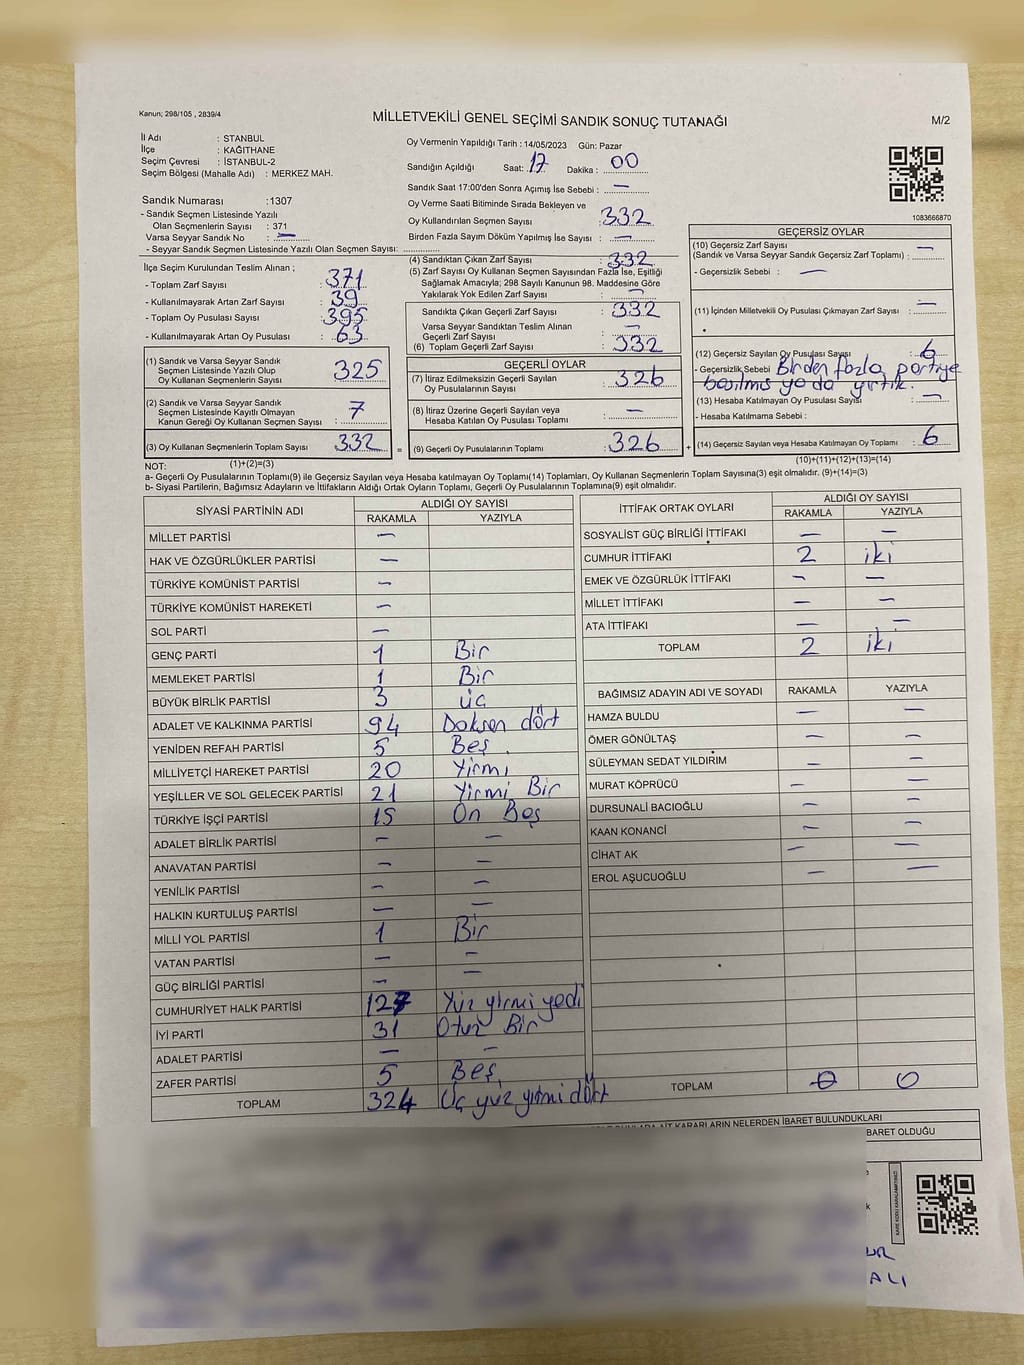 Kanun; 298/105 , 2839/4
MİLLETVEKİLİ GENEL SEÇİMİ SANDIK SONUÇ TUTANAĞI
M/2
İl Adı : STANBUL
İlçe : KAĞITHANE
Seçim Çevresi : İSTANBUL-2
Seçim Bölgesi (Mahalle Adı) : MERKEZ MAH.
Sandık Numarası :1307
- Sandık Seçmen Listesinde Yazılı
Olan Seçmenlerin Sayısı : 371
Varsa Seyyar Sandık No : —
- Seyyar Sandık Seçmen Listesinde Yazılı Olan Seçmen Sayısı: ..............
Oy Vermenin Yapıldığı Tarih : 14/05/2023 Gün: Pazar
Sandığın Açıldığı Saat: 17 Dakika : 00
Sandık Saat 17:00'den Sonra Açımış İse Sebebi : —
Oy Verme Saati Bitiminde Sırada Bekleyen ve
Oy Kullandırılan Seçmen Sayısı : 332
Birden Fazla Sayım Döküm Yapılmış İse Sayısı : —
1083666870
İlçe Seçim Kurulundan Teslim Alınan ;
- Toplam Zarf Sayısı : 371
- Kullanılmayarak Artan Zarf Sayısı : 39
- Toplam Oy Pusulası Sayısı : 395
- Kullanılmayarak Artan Oy Pusulası : 63
(1) Sandık ve Varsa Seyyar Sandık
Seçmen Listesinde Yazılı Olup
Oy Kullanan Seçmenlerin Sayısı : 325
(2) Sandık ve Varsa Seyyar Sandık
Seçmen Listesinde Kayıtlı Olmayan
Kanun Gereği Oy Kullanan Seçmen Sayısı : 7
(3) Oy Kullanan Seçmenlerin Toplam Sayısı : 332 =
(1)+(2)=(3)
(4) Sandıktan Çıkan Zarf Sayısı : 332
(5) Zarf Sayısı Oy Kullanan Seçmen Sayısından Fazla İse, Eşitliği
Sağlamak Amacıyla; 298 Sayılı Kanunun 98. Maddesine Göre
Yakılarak Yok Edilen Zarf Sayısı : —
Sandıkta Çıkan Geçerli Zarf Sayısı : 332
Varsa Seyyar Sandıktan Teslim Alınan
Geçerli Zarf Sayısı : —
(6) Toplam Geçerli Zarf Sayısı : 332
GEÇERLİ OYLAR
(7) İtiraz Edilmeksizin Geçerli Sayılan
Oy Pusulasının Sayısı : 326
(8) İtiraz Üzerine Geçerli Sayılan veya
Hesaba Katılan Oy Pusulası Toplamı : —
(9) Geçerli Oy Pusulalarının Toplamı : 326 +
GEÇERSİZ OYLAR
(10) Geçersiz Zarf Sayısı
(Sandık ve Varsa Seyyar Sandık Geçersiz Zarf Toplamı) : —
- Geçersizlik Sebebi : —
(11) İçinden Milletvekili Oy Pusulası Çıkmayan Zarf Sayısı : —
(12) Geçersiz Sayılan Oy Pusulası Sayısı : 6
- Geçersizlik Sebebi : Birden fazla partiye
basılmış ya da yırtık.
(13) Hesaba Katılmayan Oy Pusulası Sayısı : —
- Hesaba Katılmama Sebebi :
(14) Geçersiz Sayılan veya Hesaba Katılmayan Oy Toplamı : 6
(10)+(11)+(12)+(13)=(14)
NOT:
a- Geçerli Oy Pusulalarının Toplamı(9) ile Geçersiz Sayılan veya Hesaba katılmayan Oy Toplamı(14) Toplamları, Oy Kullanan Seçmenlerin Toplam Sayısına(3) eşit olmalıdır. (9)+(14)=(3)
b- Siyasi Partilerin, Bağımsız Adayların ve İttifakların Aldığı Ortak Oyların Toplamı, Geçerli Oy Pusulalarının Toplamına(9) eşit olmalıdır.
SİYASİ PARTİNİN ADI ALDIĞI OY SAYISI
RAKAMLA YAZIYLA
MİLLET PARTİSİ —
HAK VE ÖZGÜRLÜKLER PARTİSİ —
TÜRKİYE KOMÜNİST PARTİSİ —
TÜRKİYE KOMÜNİST HAREKETİ —
SOL PARTİ —
GENÇ PARTİ 1 Bir
MEMLEKET PARTİSİ 1 Bir
BÜYÜK BİRLİK PARTİSİ 3 üç
ADALET VE KALKINMA PARTİSİ 94 Doksan dört
YENİDEN REFAH PARTİSİ 5 Beş
MİLLİYETÇİ HAREKET PARTİSİ 20 Yirmi
YEŞİLLER VE SOL GELECEK PARTİSİ 21 Yirmi Bir
TÜRKİYE İŞÇİ PARTİSİ 15 On Beş
ADALET BİRLİK PARTİSİ — —
ANAVATAN PARTİSİ — —
YENİLİK PARTİSİ — —
HALKIN KURTULUŞ PARTİSİ — —
MİLLİ YOL PARTİSİ 1 Bir
VATAN PARTİSİ — —
GÜÇ BİRLİĞİ PARTİSİ — —
CUMHURİYET HALK PARTİSİ 127 Yüz yirmi yedi
İYİ PARTİ 31 Otuz Bir
ADALET PARTİSİ — —
ZAFER PARTİSİ 5 Beş
TOPLAM 324 Üç yüz yirmi dört
İTTİFAK ORTAK OYLARI ALDIĞI OY SAYISI
RAKAMLA YAZIYLA
SOSYALİST GÜÇ BİRLİĞİ İTTİFAKI — —
CUMHUR İTTİFAKI 2 iki
EMEK VE ÖZGÜRLÜK İTTİFAKI — —
MİLLET İTTİFAKI — —
ATA İTTİFAKI — —
TOPLAM 2 iki
BAĞIMSIZ ADAYIN ADI VE SOYADI RAKAMLA YAZIYLA
HAMZA BULDU — —
ÖMER GÖNÜLTAŞ — —
SÜLEYMAN SEDAT YILDIRIM — —
MURAT KÖPRÜCÜ — —
DURSUNALİ BACIOĞLU — —
KAAN KONANCİ — —
CİHAT AK — —
EROL AŞUCUOĞLU — —
TOPLAM 0 0
KARARLARIN NELERDEN İBARET BULUNDUKLARI
BARET OLDUĞU
ALI